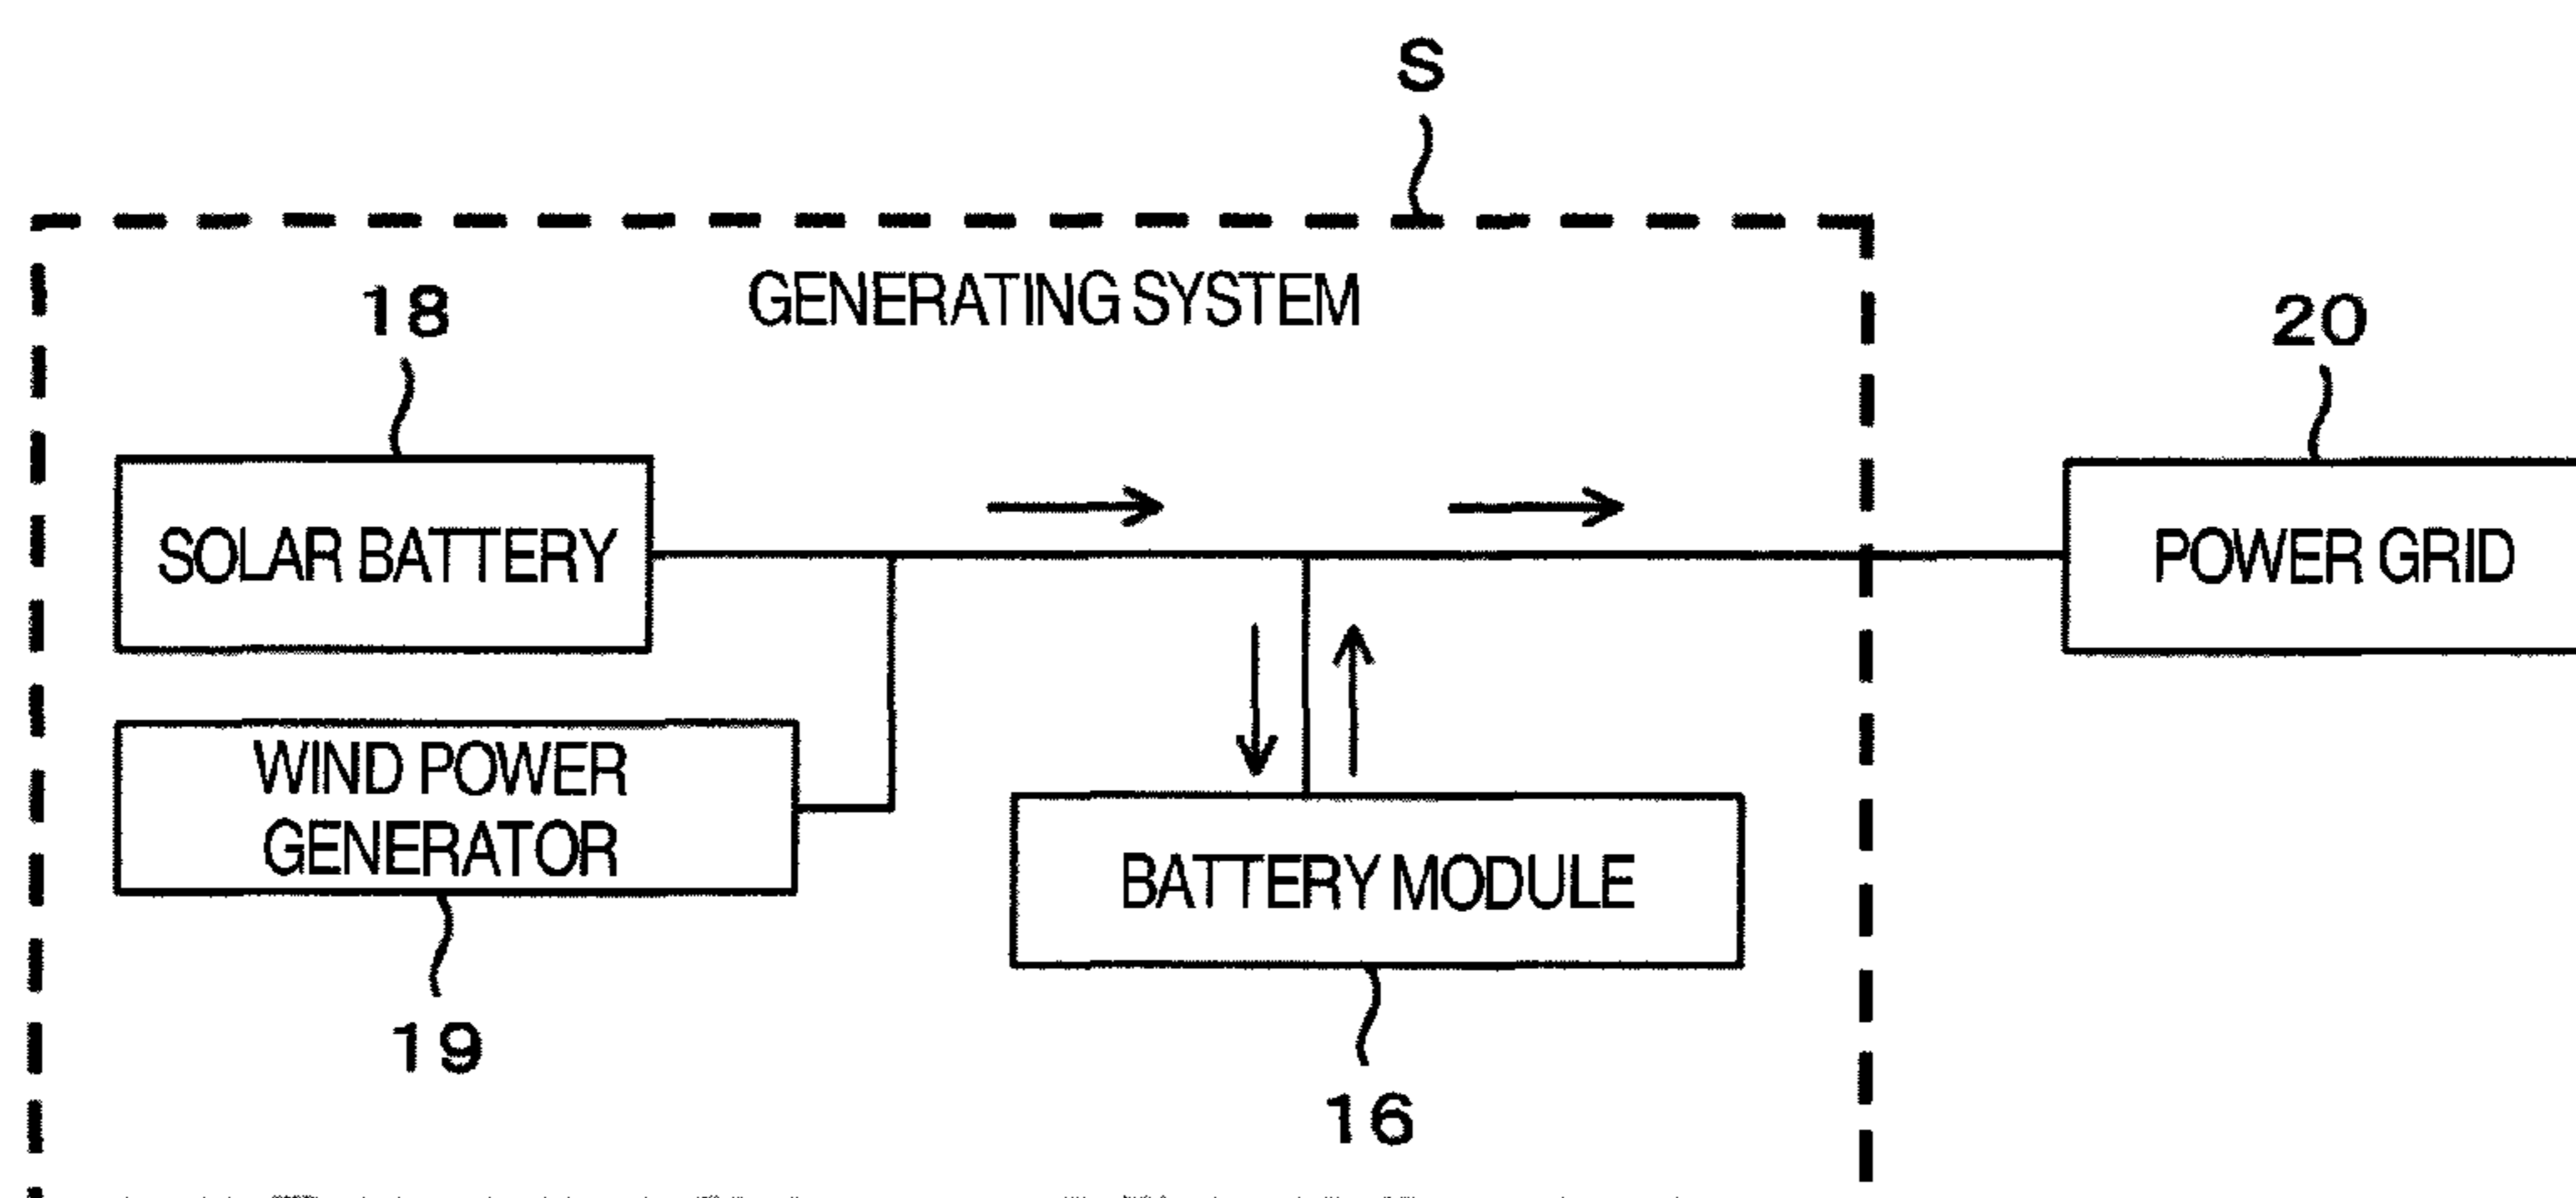 S
GENERATING SYSTEM
18
20
SOLAR BATTERY
POWER GRID
WIND POWER
GENERATOR
BATTERY MODULE
19
16